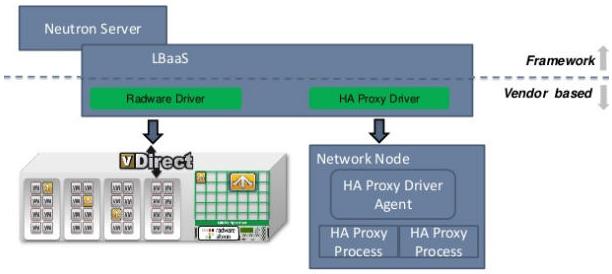 Neutron Server
LBaaS
Framework
Vendor based
Radware Driver
HA Proxy Driver
vDirect
Network Node
HA Proxy Driver
Agent
HA Proxy
Process
HA Proxy
Process
radware